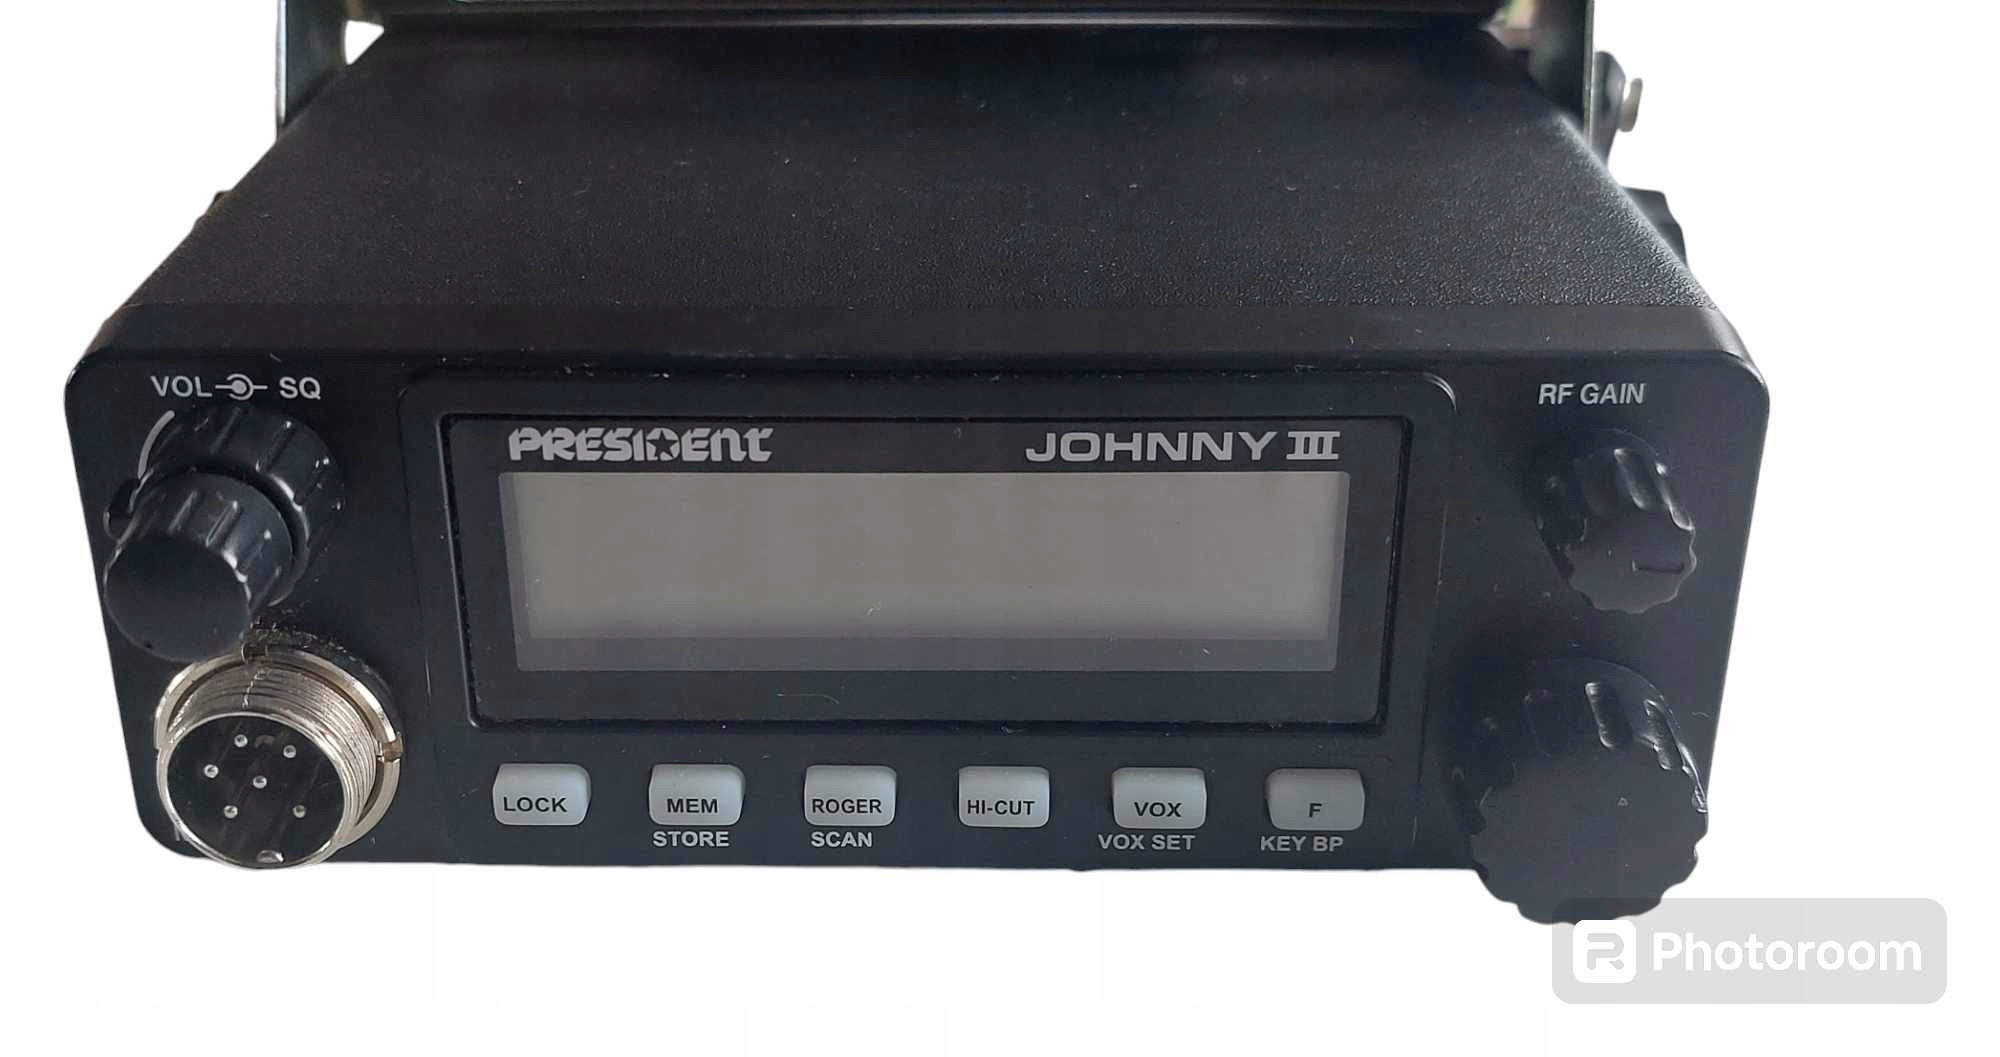 VOL SQ
RF GAIN
PRESIDENT
JOHNNY III
LOCK
MEM
ROGER
HI-CUT
VOX
F
STORE
SCAN
VOX SET
KEY BP
Photoroom